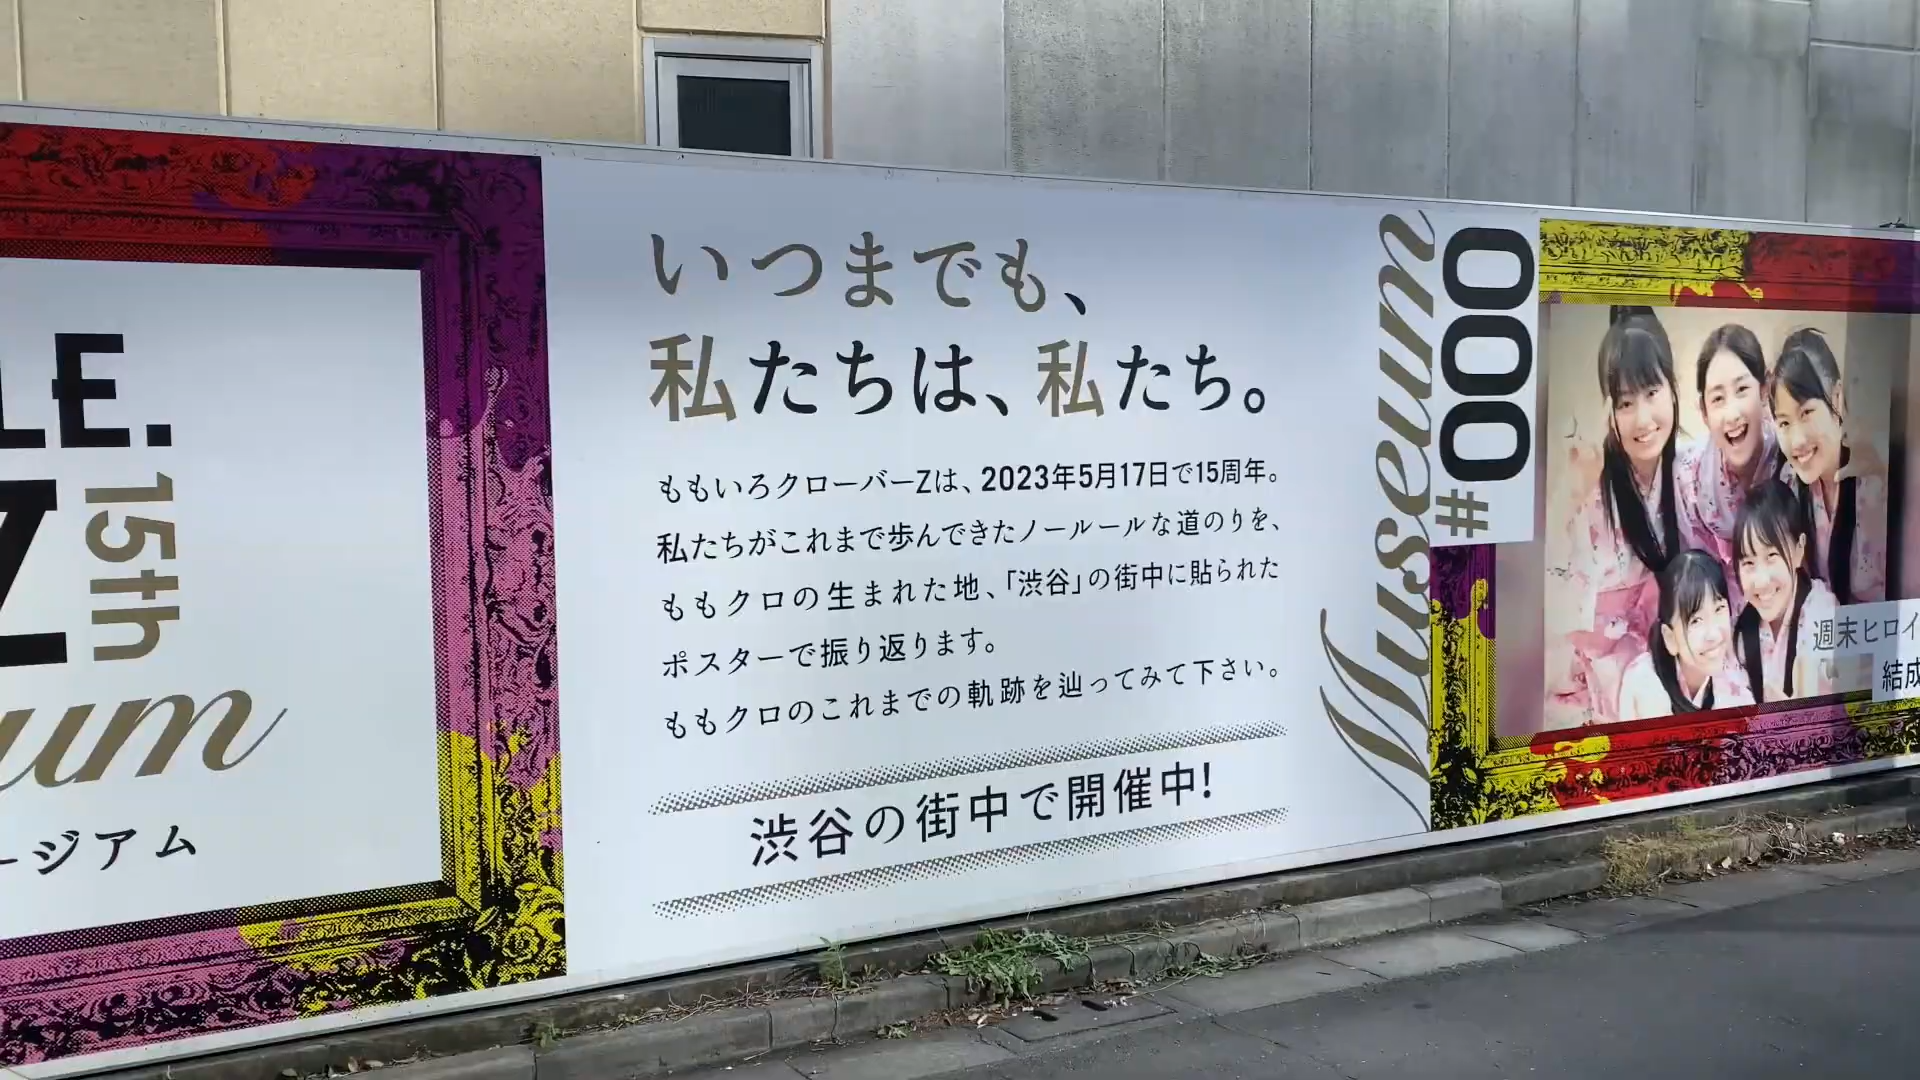 LE.
Z
15th
um
ージアム
いつまでも、
私たちは、私たち。
ももいろクローバーZは、2023年5月17日で15周年。
私たちがこれまで歩んできたノールールな道のりを、
ももクロの生まれた地、「渋谷」の街中に貼られた
ポスターで振り返ります。
ももクロのこれまでの軌跡を辿ってみて下さい。
渋谷の街中で開催中!
Museum
#000
週末ヒロイ
結成